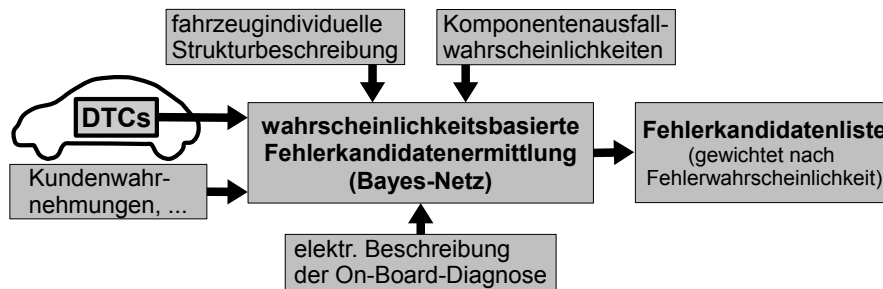 fahrzeugindividuelle
Strukturbeschreibung
Komponentenausfall-
wahrscheinlichkeiten
DTCs
wahrscheinlichkeitsbasierte
Fehlerkandidatenermittlung
(Bayes-Netz)
Fehlerkandidatenliste
(gewichtet nach
Fehlerwahrscheinlichkeit)
Kundenwahr-
nehmungen, ...
elektr. Beschreibung
der On-Board-Diagnose